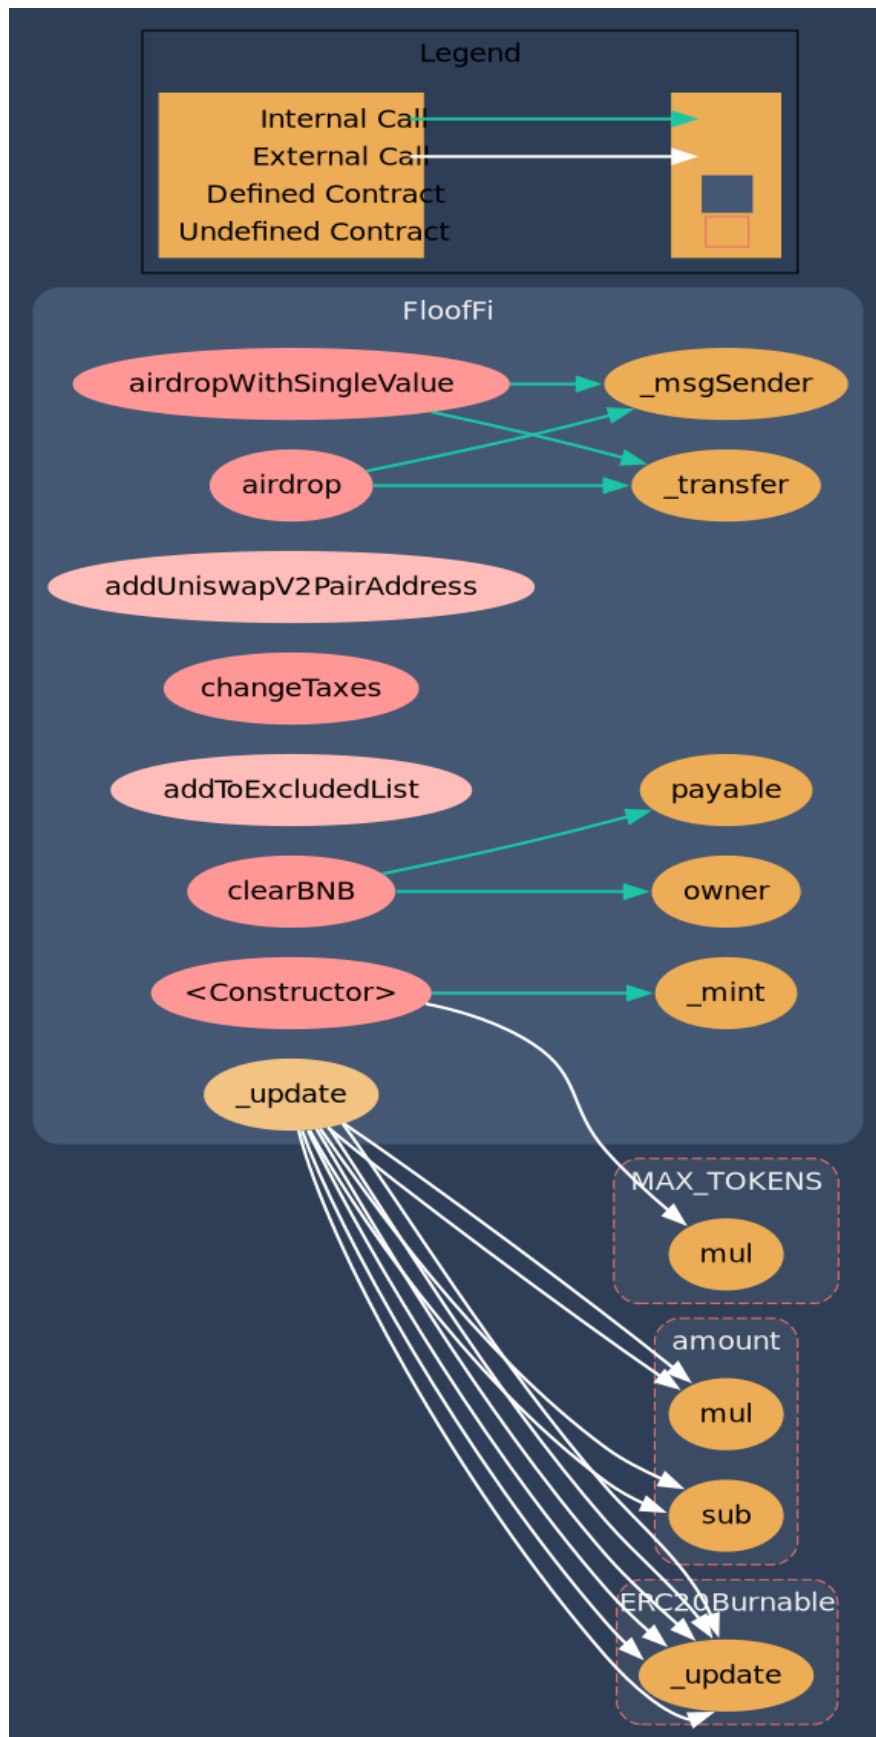 Legend
Internal Call
External Call
Defined Contract
Undefined Contract
FloofFi
airdropWithSingleValue
_msgSender
airdrop
_transfer
addUniswapV2PairAddress
changeTaxes
addToExcludedList
payable
clearBNB
owner
<Constructor>
_mint
_update
MAX_TOKENS
mul
amount
mul
sub
ERC20Burnable
_update